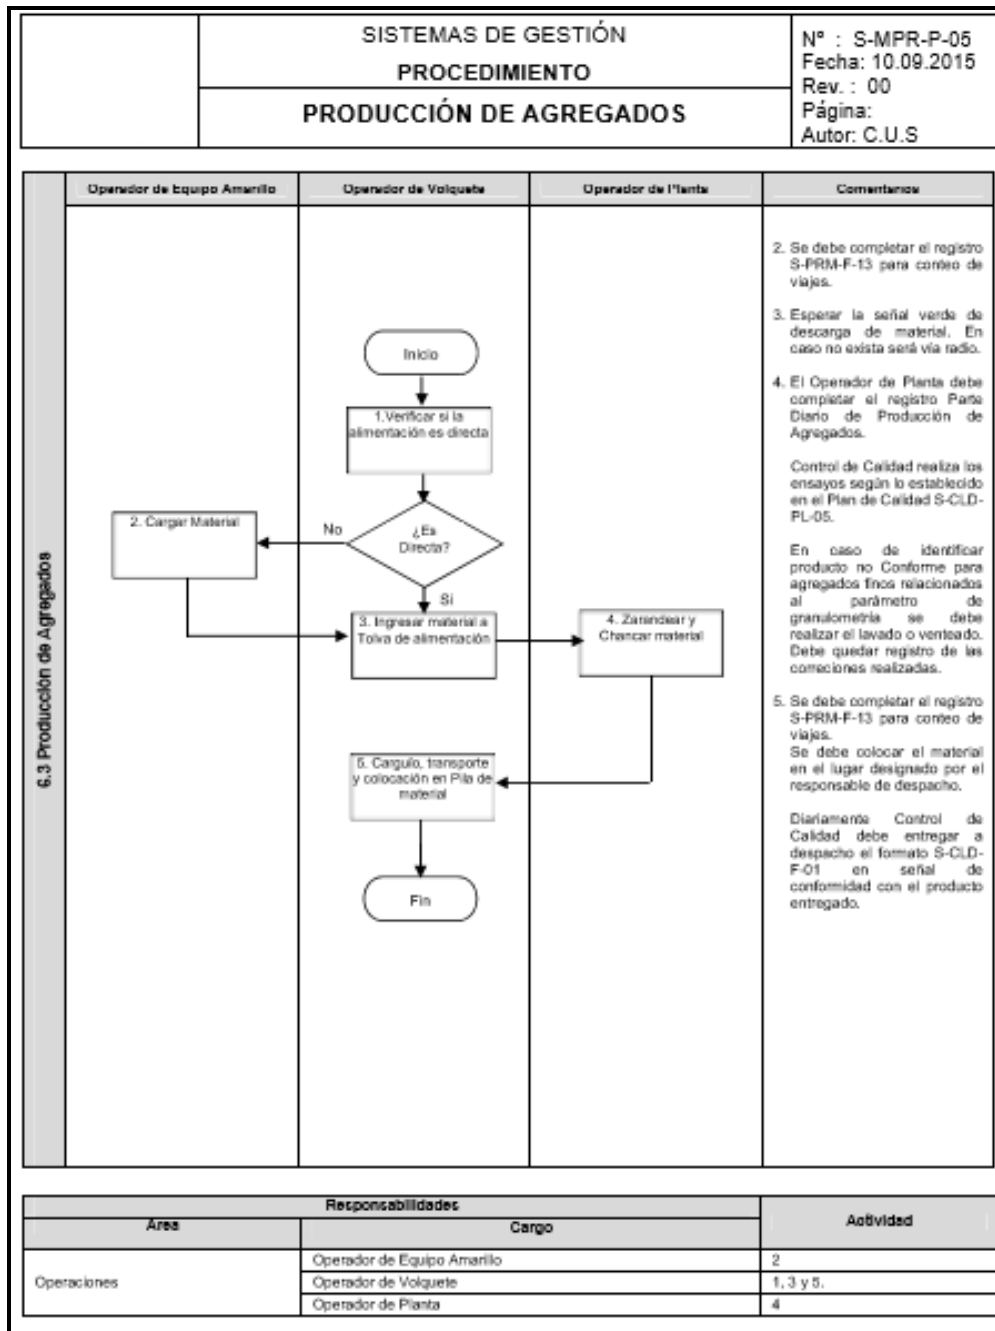 SISTEMAS DE GESTIÓN
PROCEDIMIENTO
PRODUCCIÓN DE AGREGADOS
Nº : S-MPR-P-05
Fecha: 10.09.2015
Rev. : 00
Página:
Autor: C.U.S
6.3 Producción de Agregados
Operador de Equipo Amarillo
Operador de Volquete
Operador de Planta
Comentarios
Inicio
1.Verificar si la
alimentación es directa
¿Es
Directa?
No
Si
2. Cargar Material
3. Ingresar material a
Tolva de alimentación
4. Zarandear y
Chancar material
5. Carguío, transporte
y colocación en Pila de
material
Fin
2. Se debe completar el registro
S-PRM-F-13 para conteo de
viajes.
3. Esperar la señal verde de
descarga de material. En
caso no exista será vía radio.
4. El Operador de Planta debe
completar el registro Parte
Diario de Producción de
Agregados.
Control de Calidad realiza los
ensayos según lo establecido
en el Plan de Calidad S-CLD-
PL-05.
En caso de identificar
producto no Conforme para
agregados finos relacionados
al parámetro de
granulometría se debe
realizar el lavado o venteado.
Debe quedar registro de las
correciones realizadas.
5. Se debe completar el registro
S-PRM-F-13 para conteo de
viajes.
Se debe colocar el material
en el lugar designado por el
responsable de despacho.
Diariamente Control de
Calidad debe entregar a
despacho el formato S-CLD-
F-01 en señal de
conformidad con el producto
entregado.
Responsabilidades
Area
Cargo
Actividad
Operaciones
Operador de Equipo Amarillo
2
Operador de Volquete
1, 3 y 5.
Operador de Planta
4